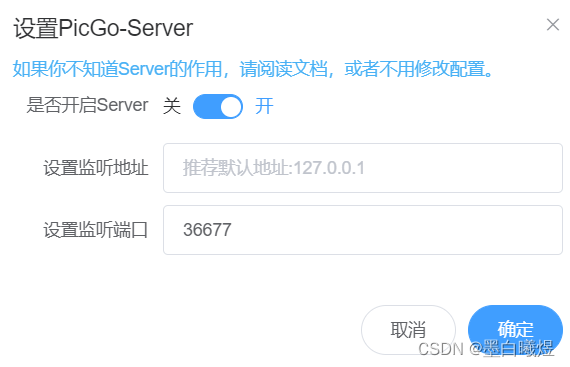 设置PicGo-Server
如果你不知道Server的作用，请阅读文档，或者不用修改配置。
是否开启Server 关 开
设置监听地址 推荐默认地址:127.0.0.1
设置监听端口 36677
取消 确定
CSDN @墨白曦煜